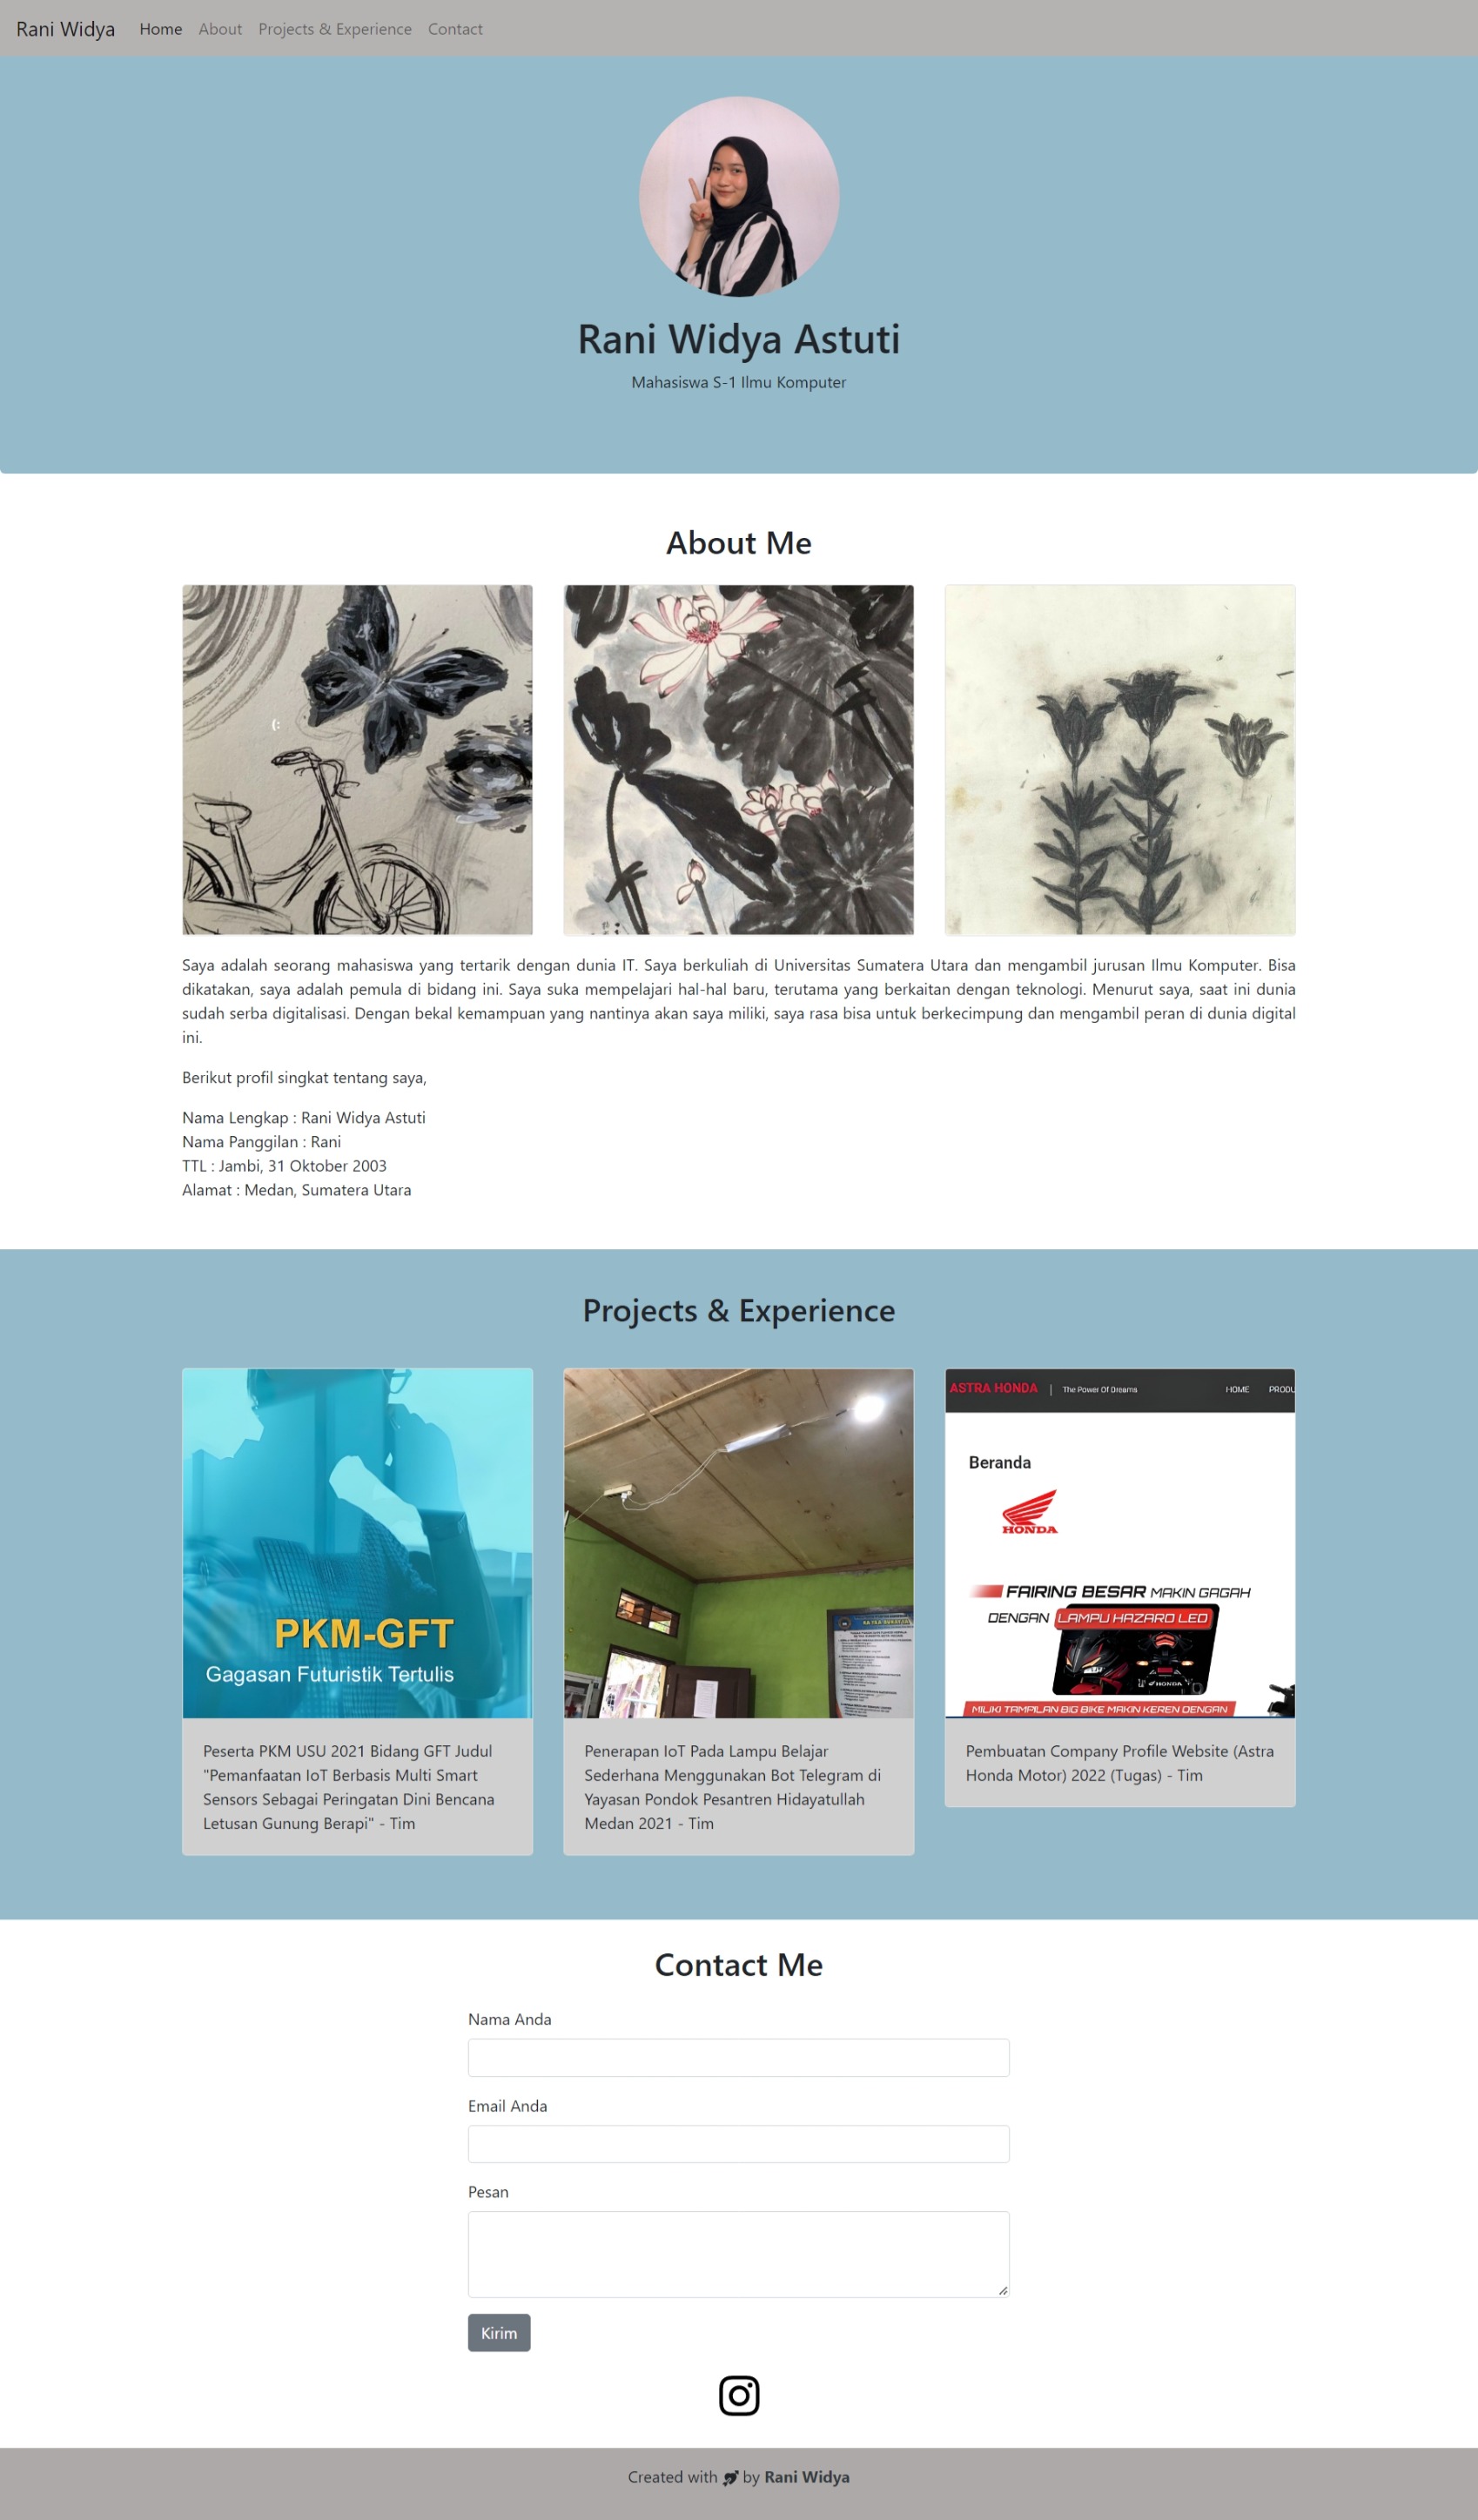 Rani Widya Home About Projects & Experience Contact
Rani Widya Astuti
Mahasiswa S-1 Ilmu Komputer
About Me
(:
Saya adalah seorang mahasiswa yang tertarik dengan dunia IT. Saya berkuliah di Universitas Sumatera Utara dan mengambil jurusan Ilmu Komputer. Bisa
dikatakan, saya adalah pemula di bidang ini. Saya suka mempelajari hal-hal baru, terutama yang berkaitan dengan teknologi. Menurut saya, saat ini dunia
sudah serba digitalisasi. Dengan bekal kemampuan yang nantinya akan saya miliki, saya rasa bisa untuk berkecimpung dan mengambil peran di dunia digital
ini.
Berikut profil singkat tentang saya,
Nama Lengkap : Rani Widya Astuti
Nama Panggilan : Rani
TTL : Jambi, 31 Oktober 2003
Alamat : Medan, Sumatera Utara
Projects & Experience
PKM-GFT
Gagasan Futuristik Tertulis
Peserta PKM USU 2021 Bidang GFT Judul
"Pemanfaatan IoT Berbasis Multi Smart
Sensors Sebagai Peringatan Dini Bencana
Letusan Gunung Berapi" - Tim
Penerapan IoT Pada Lampu Belajar
Sederhana Menggunakan Bot Telegram di
Yayasan Pondok Pesantren Hidayatullah
Medan 2021 - Tim
ASTRA HONDA | The Power Of Dreams HOME PRODU
Beranda
HONDA
FAIRING BESAR MAKIN GAGAH
DENGAN LAMPU HAZARD LED
HONDA
MILIKI TAMPILAN BIG BIKE MAKIN KEREN DENGAN
Pembuatan Company Profile Website (Astra
Honda Motor) 2022 (Tugas) - Tim
Contact Me
Nama Anda
Email Anda
Pesan
Kirim
Created with by Rani Widya